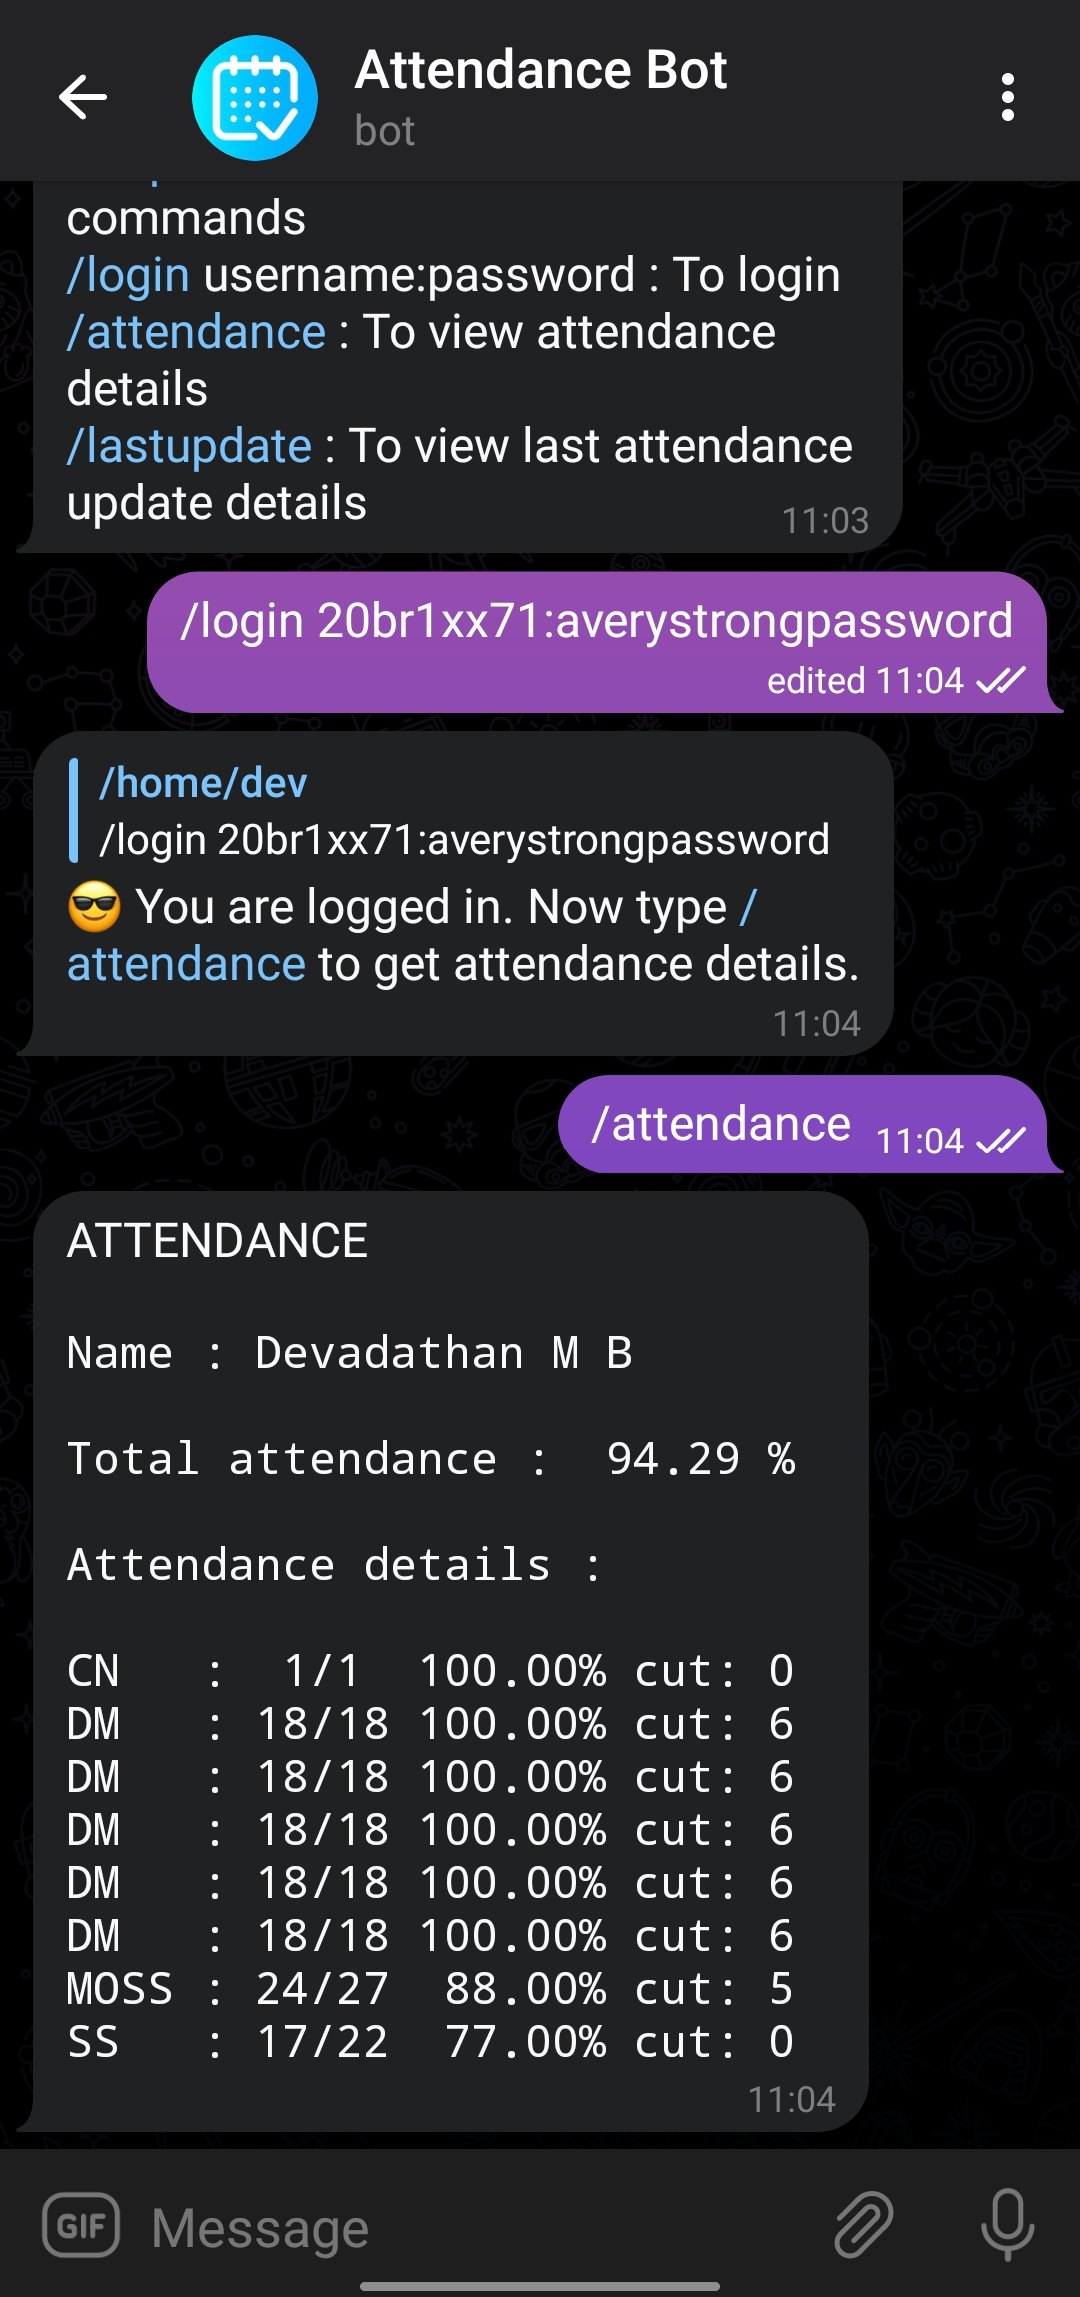 Attendance Bot
bot
commands
/login username:password : To login
/attendance : To view attendance
details
/lastupdate : To view last attendance
update details
11:03
/login 20br1xx71:averystrongpassword
edited 11:04
/home/dev
/login 20br1xx71:averystrongpassword
😎 You are logged in. Now type /
attendance to get attendance details.
11:04
/attendance 11:04
ATTENDANCE
Name : Devadathan M B
Total attendance :  94.29 %
Attendance details :
CN   :  1/1  100.00% cut: 0
DM   : 18/18 100.00% cut: 6
DM   : 18/18 100.00% cut: 6
DM   : 18/18 100.00% cut: 6
DM   : 18/18 100.00% cut: 6
DM   : 18/18 100.00% cut: 6
MOSS : 24/27  88.00% cut: 5
SS   : 17/22  77.00% cut: 0
11:04
GIF Message